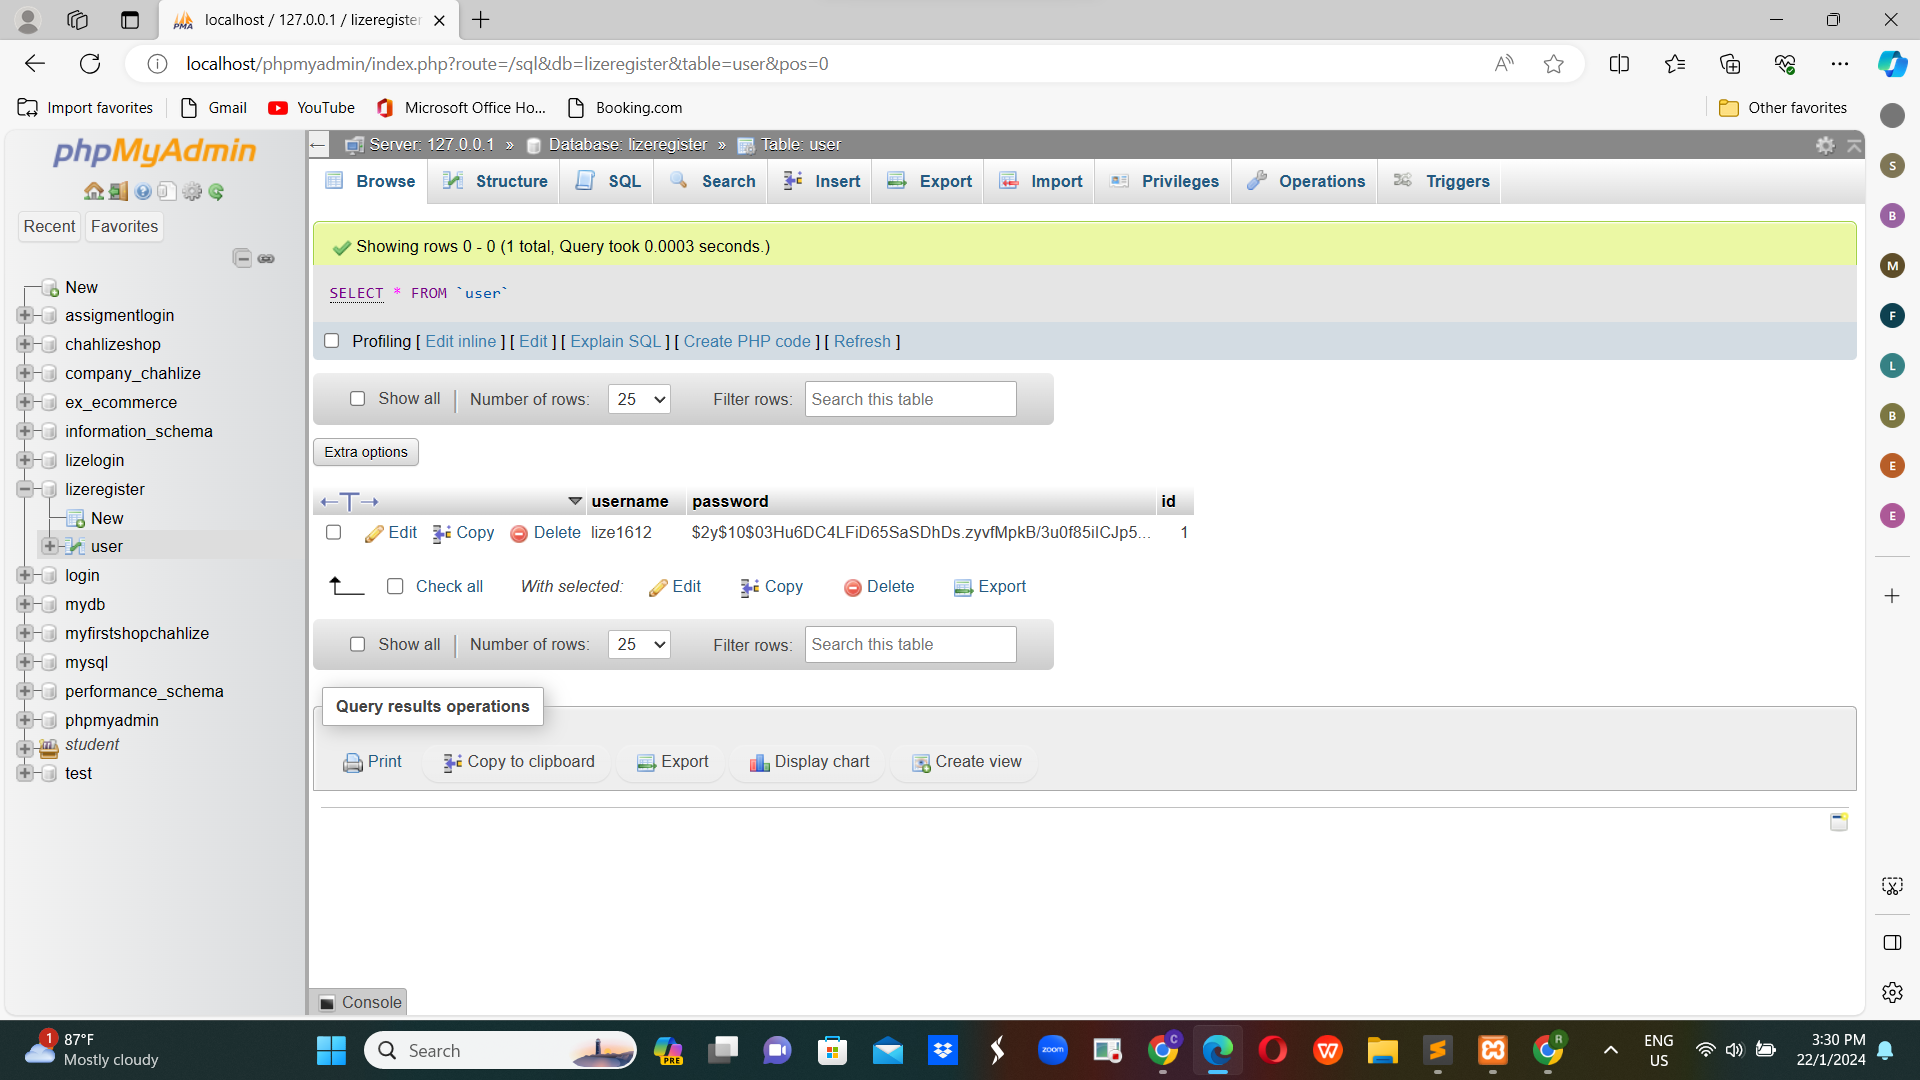 localhost / 127.0.0.1 / lizeregister
localhost/phpmyadmin/index.php?route=/sql&db=lizeregister&table=user&pos=0
Import favorites
Gmail
YouTube
Microsoft Office Ho...
Booking.com
Other favorites
phpMyAdmin
Recent
Favorites
New
assigmentlogin
chahlizeshop
company_chahlize
ex_ecommerce
information_schema
lizelogin
lizeregister
New
user
login
mydb
myfirstshopchahlize
mysql
performance_schema
phpmyadmin
student
test
Server: 127.0.0.1 » Database: lizeregister » Table: user
Browse Structure SQL Search Insert Export Import Privileges Operations Triggers
Showing rows 0 - 0 (1 total, Query took 0.0003 seconds.)
SELECT * FROM `user`
Profiling [ Edit inline ] [ Edit ] [ Explain SQL ] [ Create PHP code ] [ Refresh ]
Show all Number of rows: 25 Filter rows: Search this table
Extra options
←T→ username password id
Edit Copy Delete lize1612 $2y$10$03Hu6DC4LFiD65SaSDhDs.zyvfMpkB/3u0f85iICJp5... 1
Check all With selected: Edit Copy Delete Export
Show all Number of rows: 25 Filter rows: Search this table
Query results operations
Print Copy to clipboard Export Display chart Create view
Console
S
B
M
F
L
B
E
E
1
87°F
Mostly cloudy
Search
PRE
zoom
C
R
ENG
US
3:30 PM
22/1/2024